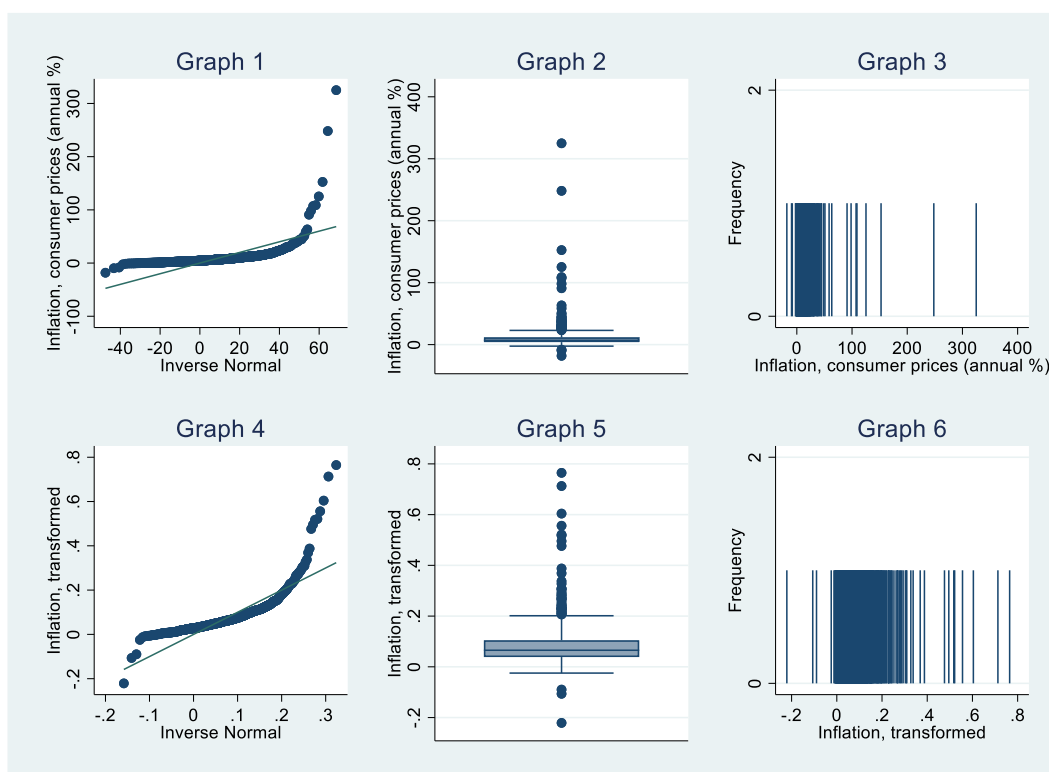 Graph 1
Inflation, consumer prices (annual %)
300
200
100
0
-100
-40 -20 0 20 40 60
Inverse Normal
Graph 2
Inflation, consumer prices (annual %)
400
300
200
100
0
Graph 3
Frequency
2
0
0 100 200 300 400
Inflation, consumer prices (annual %)
Graph 4
Inflation, transformed
.8
.6
.4
.2
0
-.2
-.2 -.1 0 .1 .2 .3
Inverse Normal
Graph 5
Inflation, transformed
.8
.6
.4
.2
0
-.2
Graph 6
Frequency
2
0
-.2 0 .2 .4 .6 .8
Inflation, transformed